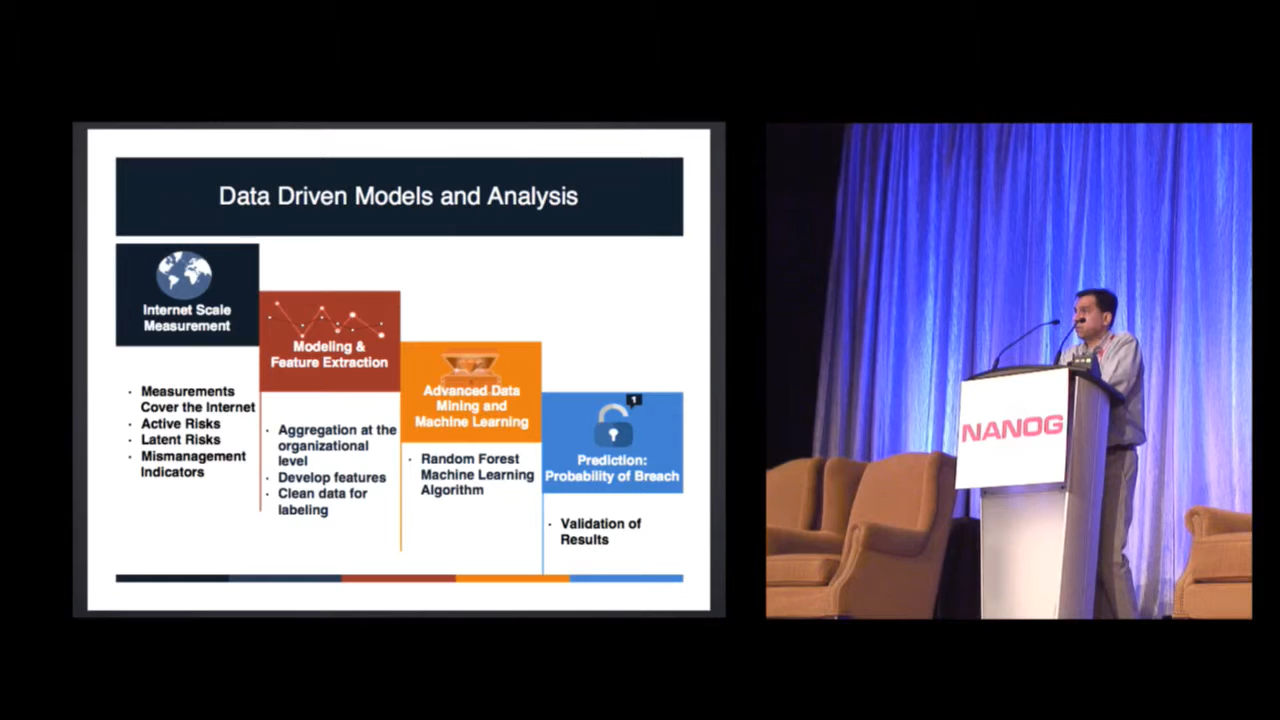 Data Driven Models and Analysis
Internet Scale
Measurement
· Measurements
Cover the Internet
· Active Risks
· Latent Risks
· Mismanagement
Indicators
Modeling &
Feature Extraction
· Aggregation at the
organizational
level
· Develop features
· Clean data for
labeling
Advanced Data
Mining and
Machine Learning
· Random Forest
Machine Learning
Algorithm
1
Prediction:
Probability of Breach
· Validation of
Results
NANOG